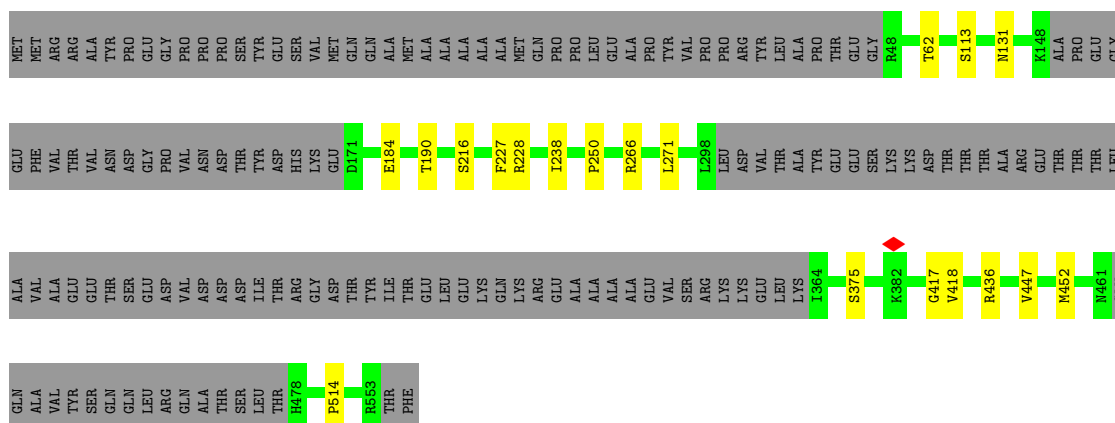 MET MET ARG ARG ALA TYR PRO GLU GLY PRO PRO PRO SER TYR GLU SER VAL MET GLN GLN ALA MET ALA ALA ALA ALA ALA MET GLN PRO PRO LEU GLU ALA PRO TYR VAL PRO PRO ARG TYR LEU ALA PRO THR GLU GLY R48 T62 S113 N131 K148 ALA PRO GLU GLY
GLU PHE VAL THR VAL ASN ASP GLY PRO VAL ASN ASP THR TYR ASP HIS LYS GLU D171 E184 T190 S216 F227 R228 I238 P250 R266 L271 L298 LEU ASP VAL THR ALA TYR GLU GLU SER LYS LYS ASP THR THR THR ALA ARG GLU THR THR THR LEU
ALA VAL ALA GLU GLU THR SER GLU ASP VAL ASP ASP ASP ILE THR ARG GLY ASP THR TYR ILE THR GLU LEU GLU LYS GLN LYS ARG GLU ALA ALA ALA ALA GLU VAL SER ARG LYS LYS GLU LEU LYS I364 S375 K382 G417 V418 R436 V447 M452 N461
GLN ALA VAL TYR SER GLN GLN LEU ARG GLN ALA THR SER LEU THR H478 P514 R553 THR PHE